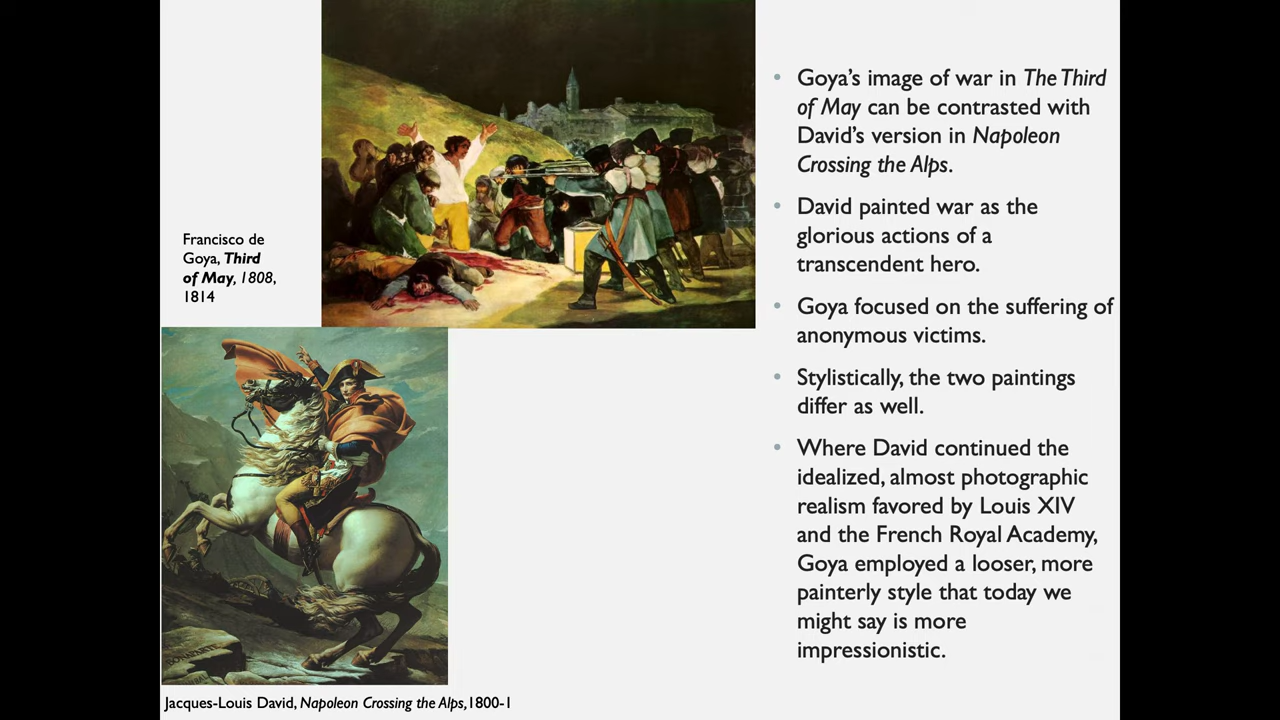 Francisco de
Goya, Third
of May, 1808,
1814
Jacques-Louis David, Napoleon Crossing the Alps,1800-1
BONAPARTE
• Goya's image of war in The Third
of May can be contrasted with
David's version in Napoleon
Crossing the Alps.
• David painted war as the
glorious actions of a
transcendent hero.
• Goya focused on the suffering of
anonymous victims.
• Stylistically, the two paintings
differ as well.
• Where David continued the
idealized, almost photographic
realism favored by Louis XIV
and the French Royal Academy,
Goya employed a looser, more
painterly style that today we
might say is more
impressionistic.